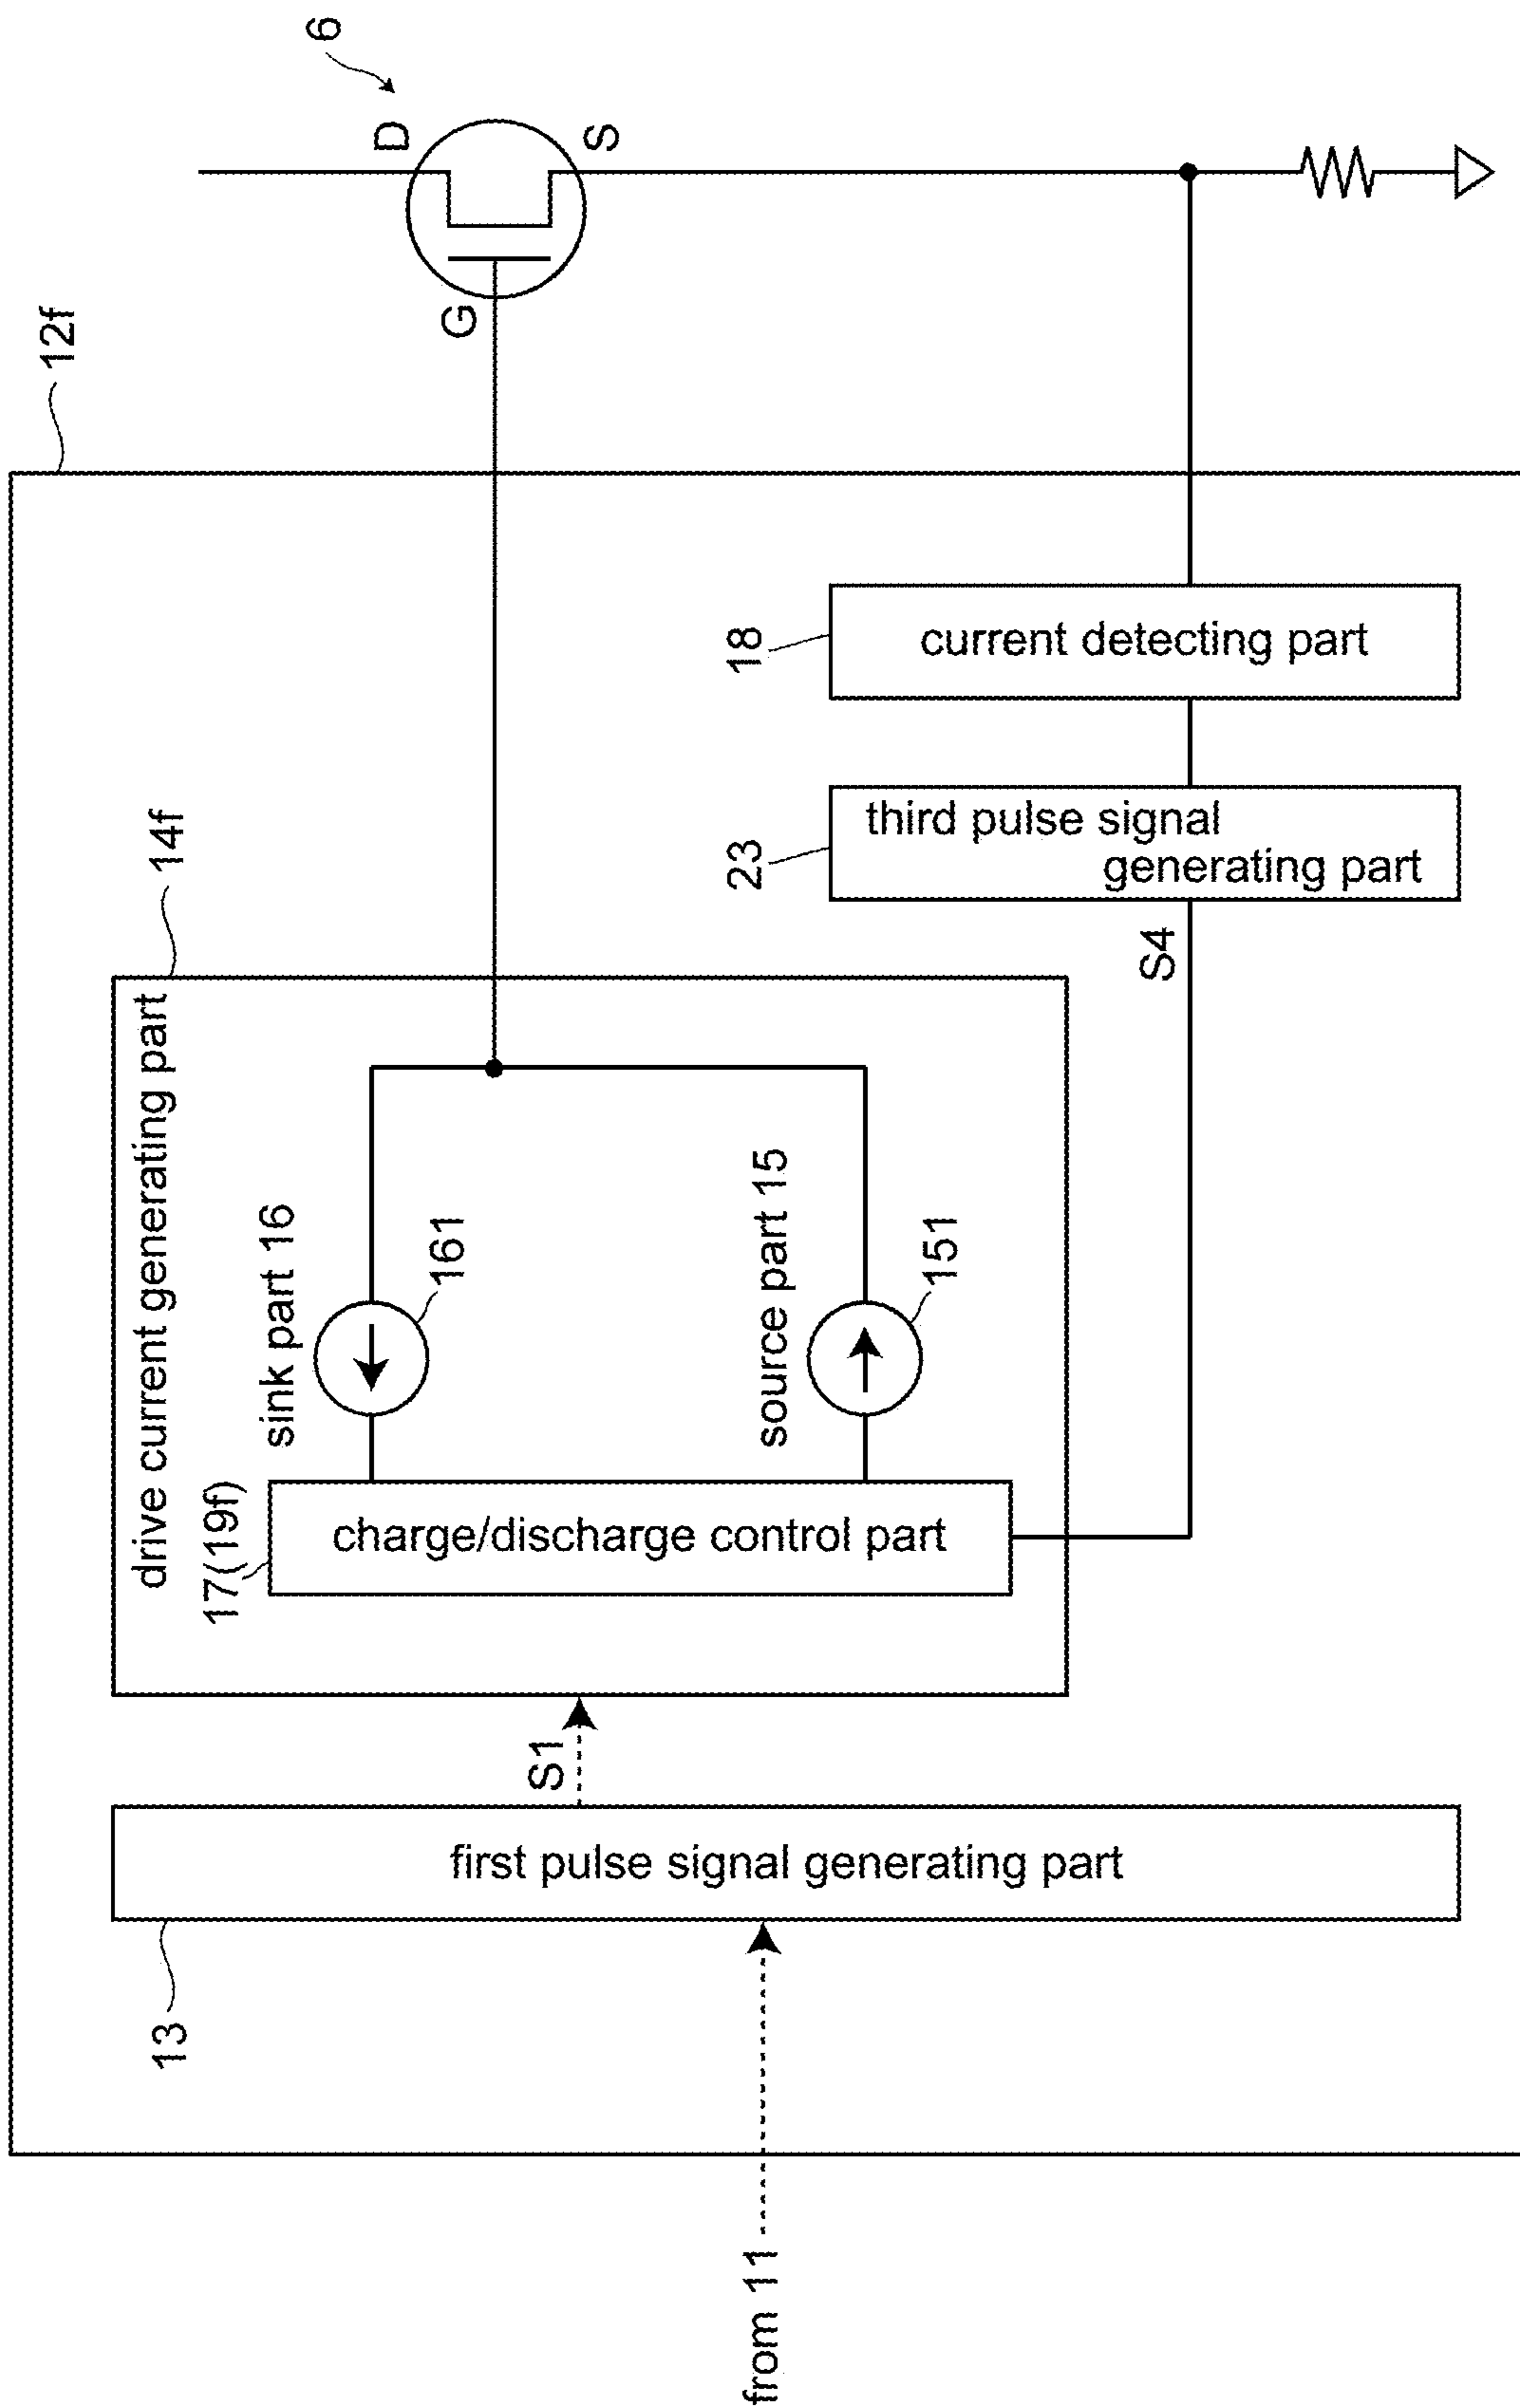 6
D
S
G
12f
14f
drive current generating part
sink part 16
161
source part 15
151
17(19f)
charge/discharge control part
18
current detecting part
23
third pulse signal
generating part
S4
S1
13
first pulse signal generating part
from 11